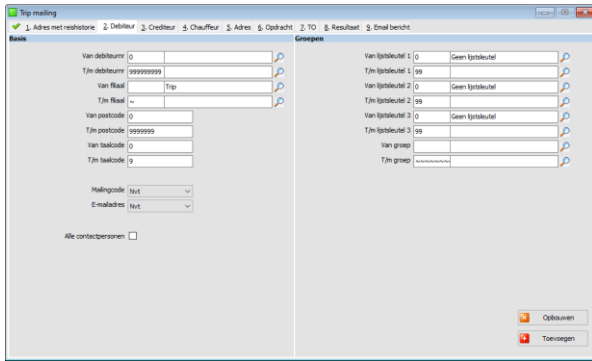 Trip mailing
1. Adres met reishistorie 2. Debiteur 3. Crediteur 4. Chauffeur 5. Adres 6. Opdracht 7. TO 8. Resultaat 9. Email bericht
Basis
Van debiteurnr 0
T/m debiteurnr 999999999
Van filiaal Trip
T/m filiaal ~
Van postcode 0
T/m postcode 9999999
Van taalcode 0
T/m taalcode 9
Mailingcode Nvt
E-mailadres Nvt
Alle contactpersonen
Groepen
Van lijstsleutel 1 0 Geen lijstsleutel
T/m lijstsleutel 1 99
Van lijstsleutel 2 0 Geen lijstsleutel
T/m lijstsleutel 2 99
Van lijstsleutel 3 0 Geen lijstsleutel
T/m lijstsleutel 3 99
Van groep
T/m groep ~~~~~~~
Opbouwen
Toevoegen